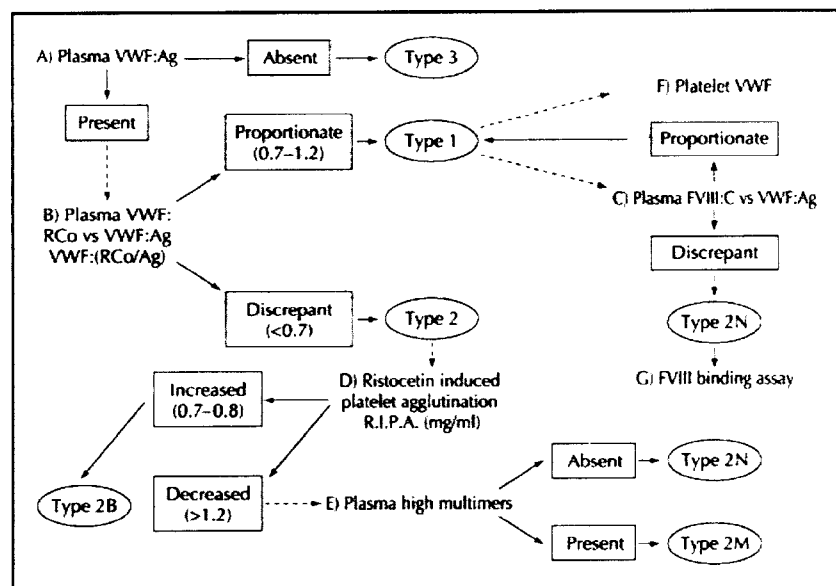 A) Plasma VWF:Ag
Absent
Type 3
Present
F) Platelet VWF
Proportionate
(0.7–1.2)
Type 1
Proportionate
B) Plasma VWF:
RCo vs VWF:Ag
VWF:(RCo/Ag)
C) Plasma FVIII:C vs VWF:Ag
Discrepant
Discrepant
(<0.7)
Type 2
Type 2N
D) Ristocetin induced
platelet agglutination
R.I.P.A. (mg/ml)
G) FVIII binding assay
Increased
(0.7–0.8)
Absent
Type 2N
Type 2B
Decreased
(>1.2)
E) Plasma high multimers
Present
Type 2M